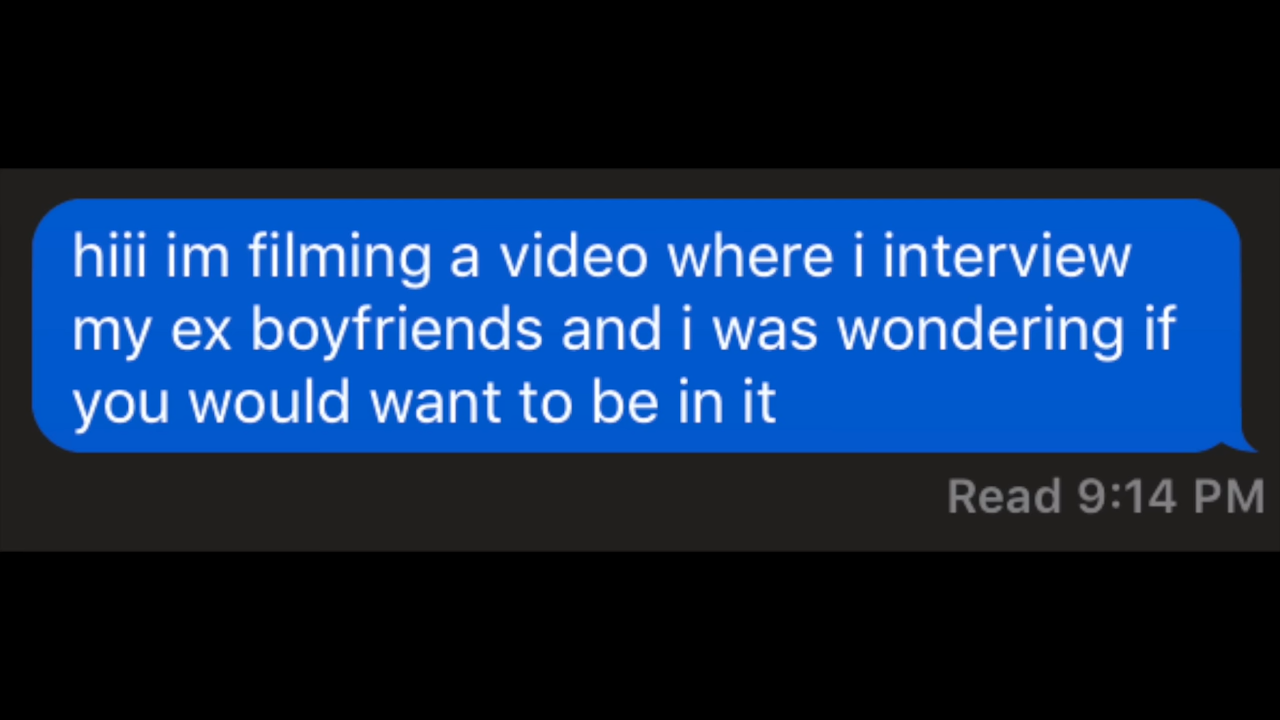 hiii im filming a video where i interview
my ex boyfriends and i was wondering if
you would want to be in it
Read 9:14 PM